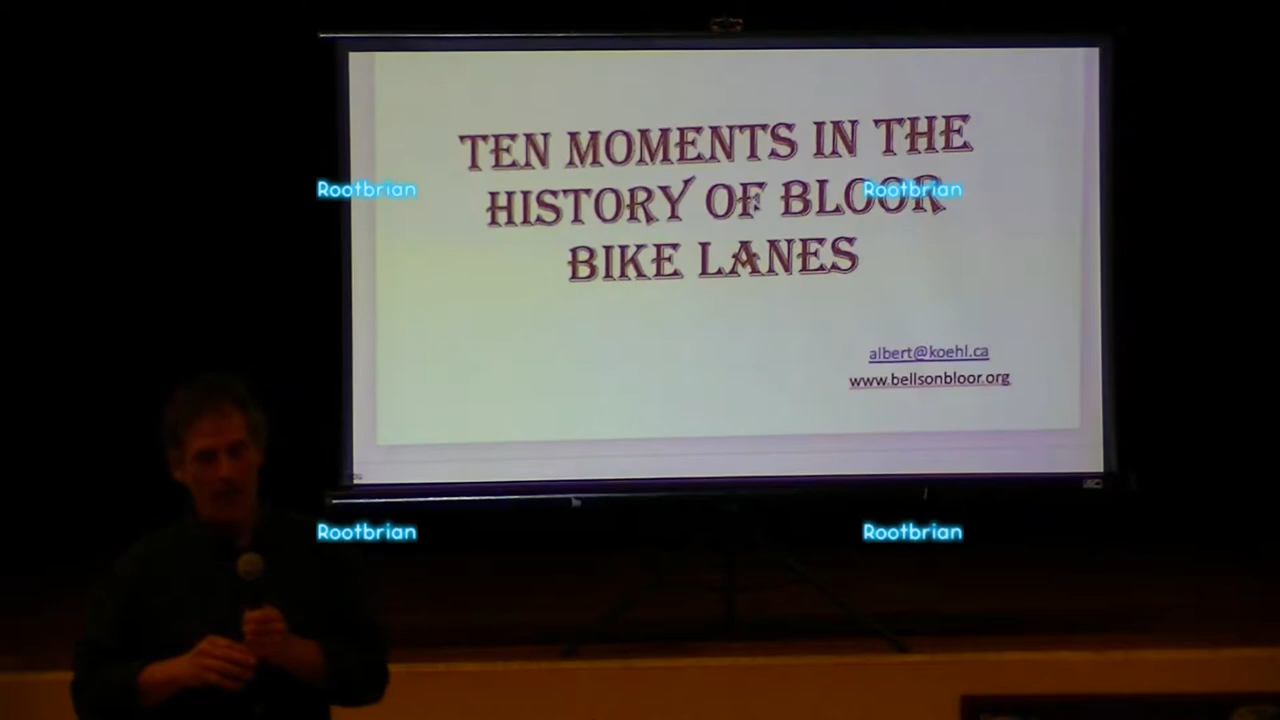 TEN MOMENTS IN THE
HISTORY OF BLOOR
BIKE LANES
albert@koehl.ca
www.bellsonbloor.org
Rootbrian
Rootbrian
Rootbrian
Rootbrian